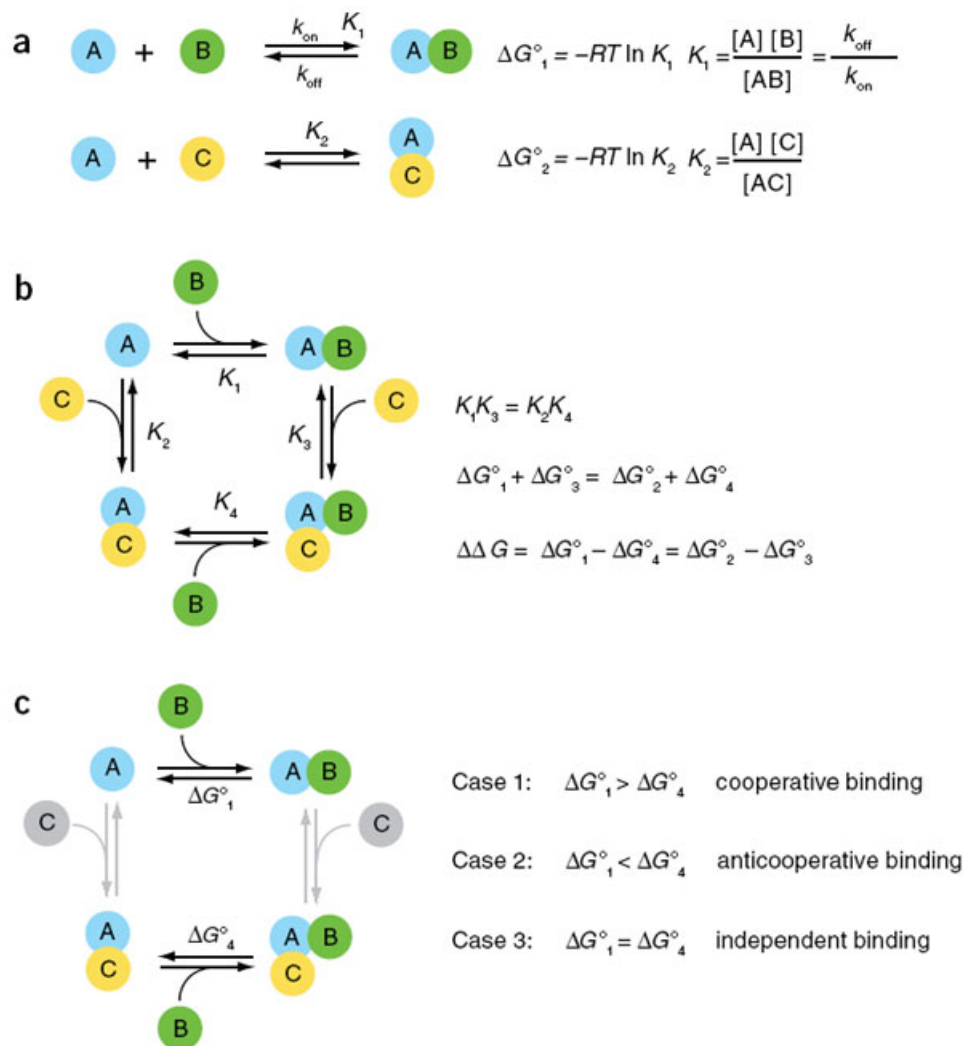 a
A + B k_on K_1 k_off A B ΔG°_1 = –RT ln K_1 K_1 = [A] [B] / [AB] = k_off / k_on
A + C K_2 A C ΔG°_2 = –RT ln K_2 K_2 = [A] [C] / [AC]
b
B
A K_1 A B
C K_2 K_3 C
A C K_4 A B C
B
K_1K_3 = K_2K_4
ΔG°_1 + ΔG°_3 = ΔG°_2 + ΔG°_4
ΔΔ G = ΔG°_1 – ΔG°_4 = ΔG°_2 – ΔG°_3
c
B
A ΔG°_1 A B
C C
A C ΔG°_4 A B C
B
Case 1: ΔG°_1 > ΔG°_4 cooperative binding
Case 2: ΔG°_1 < ΔG°_4 anticooperative binding
Case 3: ΔG°_1 = ΔG°_4 independent binding